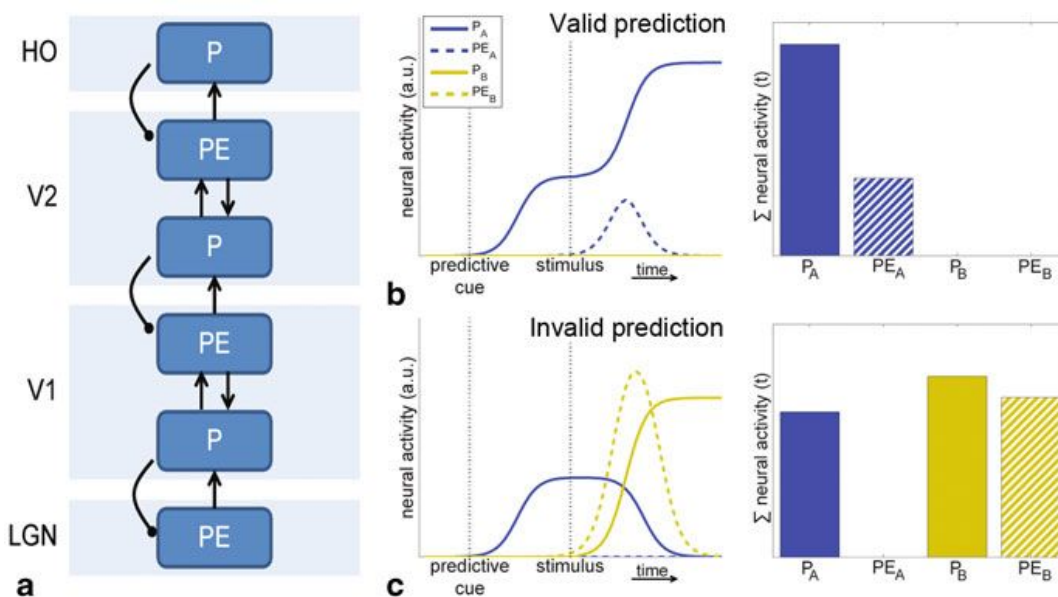 HO
P
PE
V2
P
PE
V1
P
LGN
PE
a
Valid prediction
P_A
PE_A
P_B
PE_B
neural activity (a.u.)
predictive cue
stimulus
time
b
∑ neural activity (t)
P_A PE_A P_B PE_B
Invalid prediction
neural activity (a.u.)
predictive cue
stimulus
time
c
∑ neural activity (t)
P_A PE_A P_B PE_B